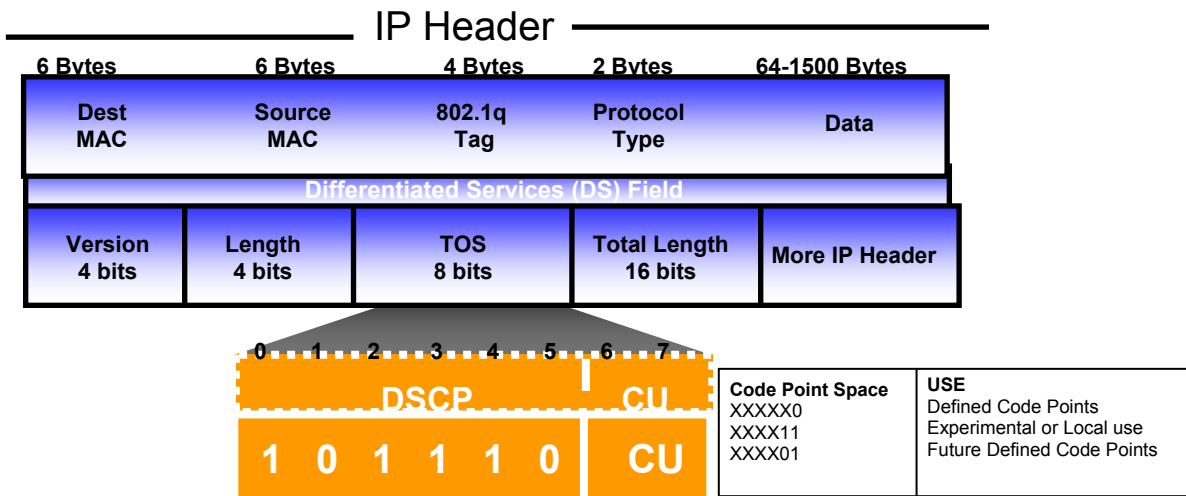 IP Header
6 Bytes 6 Bytes 4 Bytes 2 Bytes 64-1500 Bytes
Dest MAC
Source MAC
802.1q Tag
Protocol Type
Data
Differentiated Services (DS) Field
Version
4 bits
Length
4 bits
TOS
8 bits
Total Length
16 bits
More IP Header
0 1 2 3 4 5 6 7
DSCP CU
1 0 1 1 1 0 CU
Code Point Space USE
XXXXX0 Defined Code Points
XXXX11 Experimental or Local use
XXXX01 Future Defined Code Points